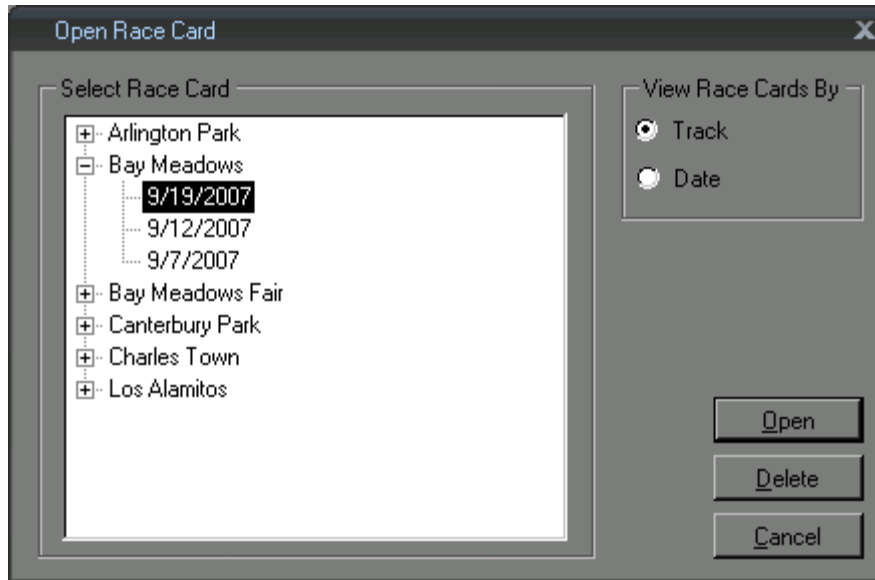 Open Race Card
X
Select Race Card
Arlington Park
Bay Meadows
9/19/2007
9/12/2007
9/7/2007
Bay Meadows Fair
Canterbury Park
Charles Town
Los Alamitos
View Race Cards By
Track
Date
Open
Delete
Cancel